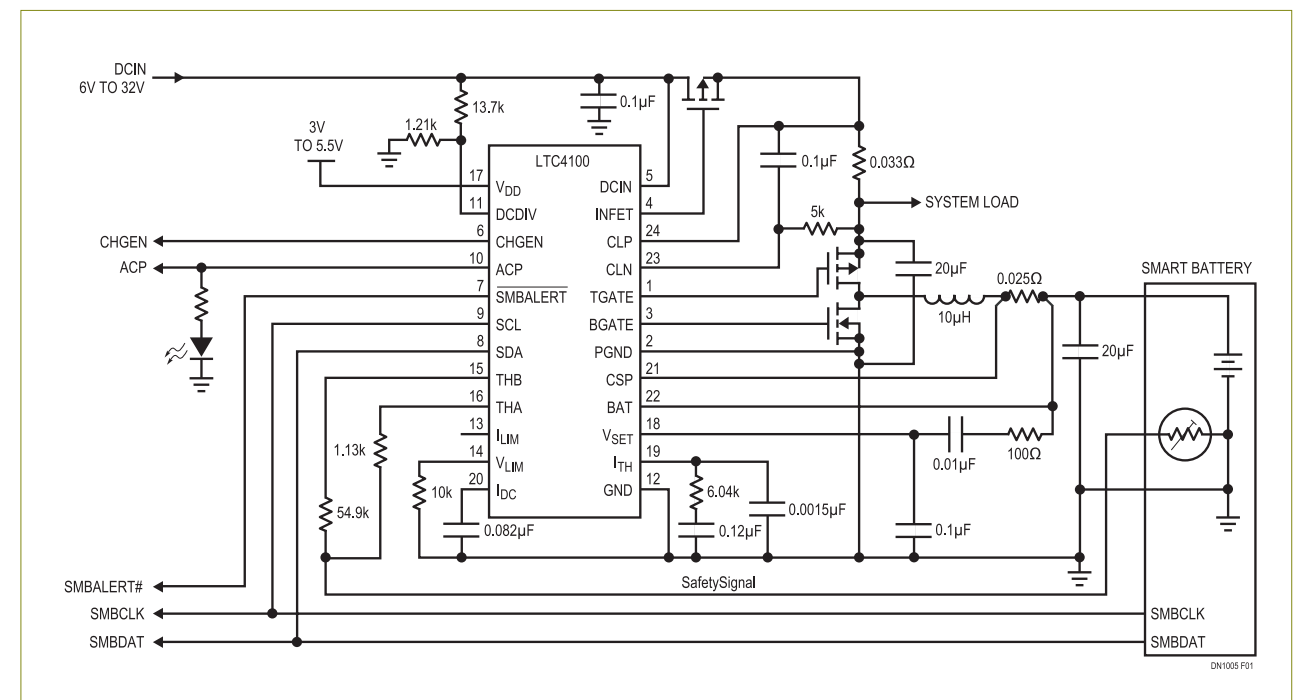 DCIN
6V TO 32V
13.7k
0.1µF
1.21k
3V
TO 5.5V
LTC4100
0.1µF
0.033Ω
17
VDD
5
DCIN
11
DCDIV
4
INFET
SYSTEM LOAD
CHGEN
6
CHGEN
24
CLP
5k
ACP
10
ACP
23
CLN
20µF
0.025Ω
SMART BATTERY
7
SMBALERT
1
TGATE
10µH
9
SCL
3
BGATE
8
SDA
2
PGND
20µF
15
THB
21
CSP
16
THA
22
BAT
13
ILIM
18
VSET
0.01µF
100Ω
1.13k
14
VLIM
19
ITH
10k
20
IDC
12
GND
6.04k
0.0015µF
54.9k
0.082µF
0.12µF
0.1µF
SafetySignal
SMBALERT#
SMBCLK
SMBCLK
SMBDAT
SMBDAT
DN1005 F01